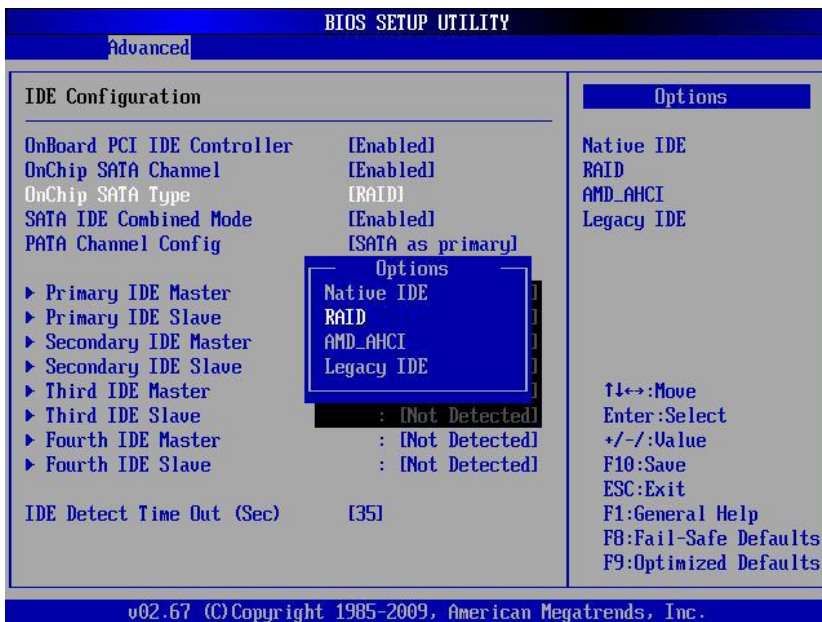 BIOS SETUP UTILITY
Advanced
IDE Configuration
OnBoard PCI IDE Controller [Enabled]
OnChip SATA Channel [Enabled]
OnChip SATA Type [RAID]
SATA IDE Combined Mode [Enabled]
PATA Channel Config [SATA as primary]
Primary IDE Master ]
Primary IDE Slave ]
Secondary IDE Master ]
Secondary IDE Slave ]
Third IDE Master ]
Third IDE Slave : [Not Detected]
Fourth IDE Master : [Not Detected]
Fourth IDE Slave : [Not Detected]
IDE Detect Time Out (Sec) [35]
Options
Native IDE
RAID
AMD_AHCI
Legacy IDE
Options
Native IDE
RAID
AMD_AHCI
Legacy IDE
↑↓←→:Move
Enter:Select
+/-/:Value
F10:Save
ESC:Exit
F1:General Help
F8:Fail-Safe Defaults
F9:Optimized Defaults
v02.67 (C)Copyright 1985-2009, American Megatrends, Inc.